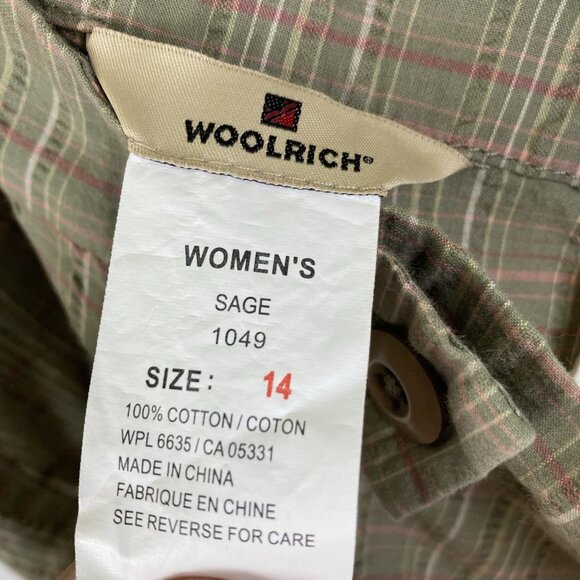 WOOLRICH®
WOMEN'S
SAGE
1049
SIZE: 14
100% COTTON / COTON
WPL 6635 / CA 05331
MADE IN CHINA
FABRIQUE EN CHINE
SEE REVERSE FOR CARE